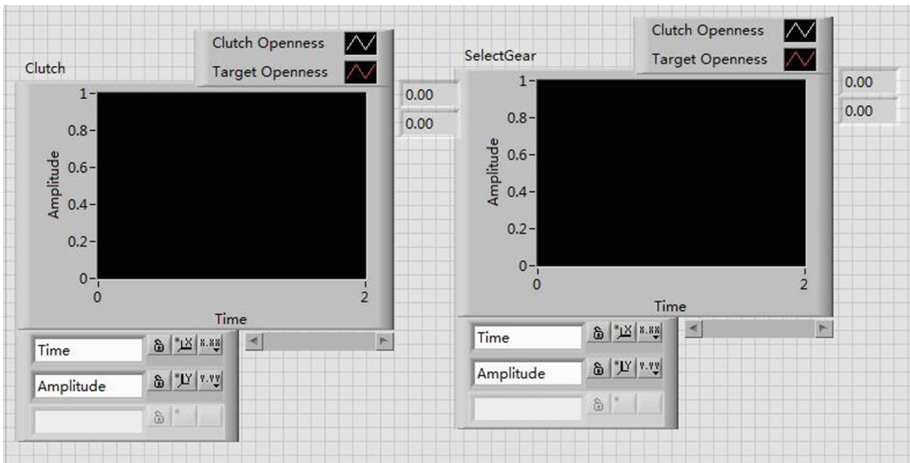 Clutch
Clutch Openness
Target Openness
0.00
0.00
1
0.8
0.6
0.4
0.2
0
Amplitude
0
2
Time
Time
Amplitude
SelectGear
Clutch Openness
Target Openness
0.00
0.00
1
0.8
0.6
0.4
0.2
0
Amplitude
0
2
Time
Time
Amplitude